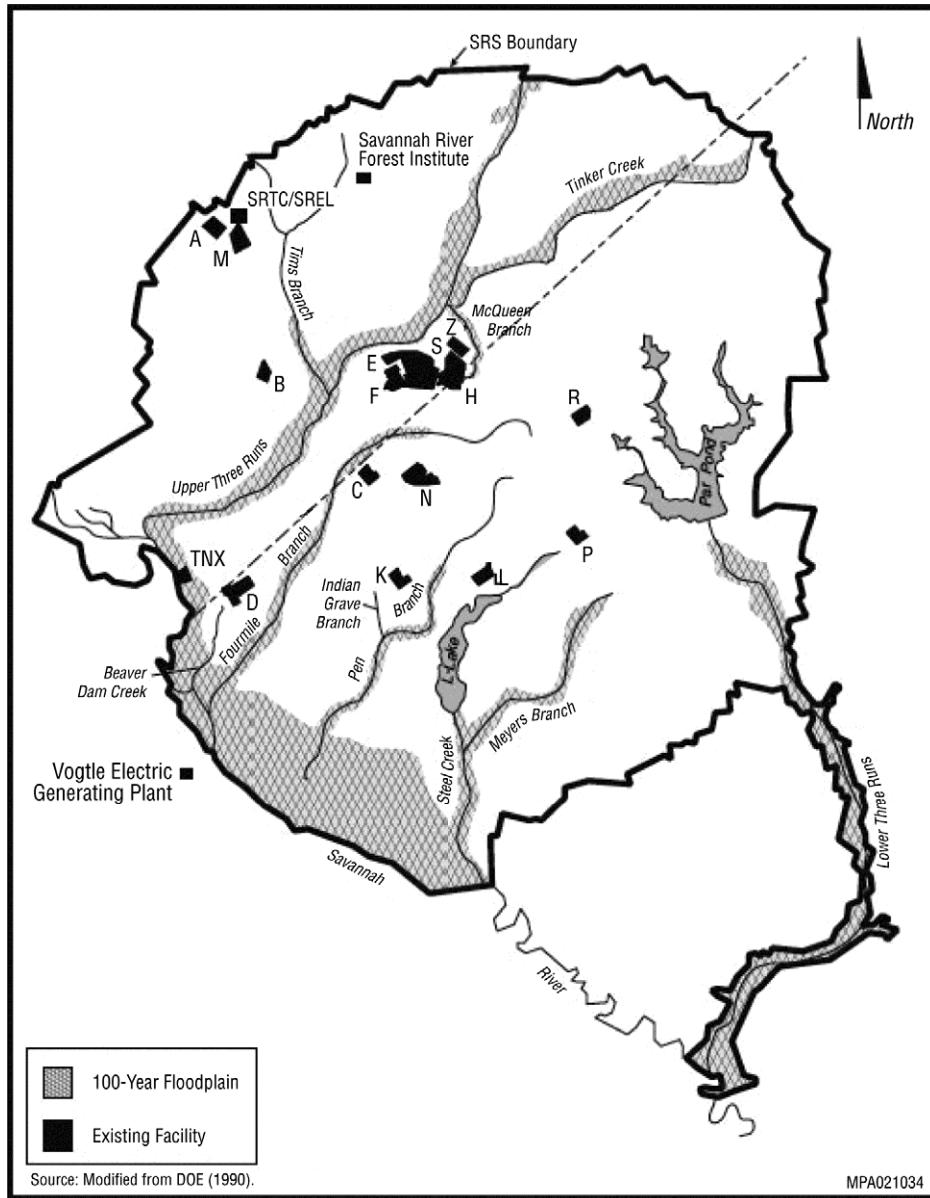 SRS Boundary
North
Savannah River
Forest Institute
Tinker Creek
SRTC/SREL
A
M
Tims Branch
McQueen
Branch
Z
S
E
B
F
H
R
Upper Three Runs
C
N
Par Pond
TNX
Branch
P
K
LL
D
Indian
Grave
Branch
Branch
Fourmile
Beaver
Dam Creek
Pen
L-Lake
Meyers Branch
Steel Creek
Vogtle Electric
Generating Plant
Lower Three Runs
Savannah
River
100-Year Floodplain
Existing Facility
Source: Modified from DOE (1990).
MPA021034